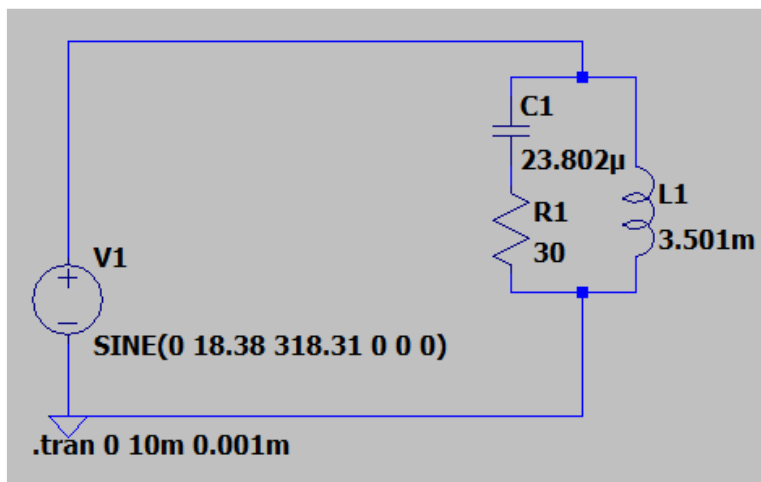 C1
23.802µ
L1
R1
3.501m
30
V1
SINE(0 18.38 318.31 0 0 0)
.tran 0 10m 0.001m